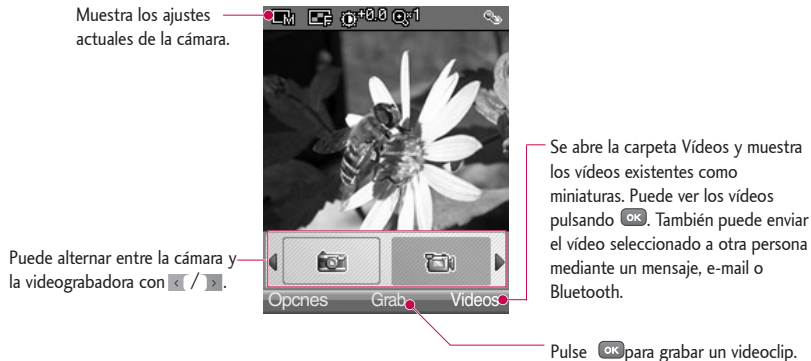 Muestra los ajustes
actuales de la cámara.
M F +0.0 x1
Se abre la carpeta Vídeos y muestra
los vídeos existentes como
miniaturas. Puede ver los vídeos
pulsando OK. También puede enviar
el vídeo seleccionado a otra persona
mediante un mensaje, e-mail o
Bluetooth.
Puede alternar entre la cámara y
la videograbadora con < / >.
Opcnes Grab Videos
Pulse OK para grabar un videoclip.